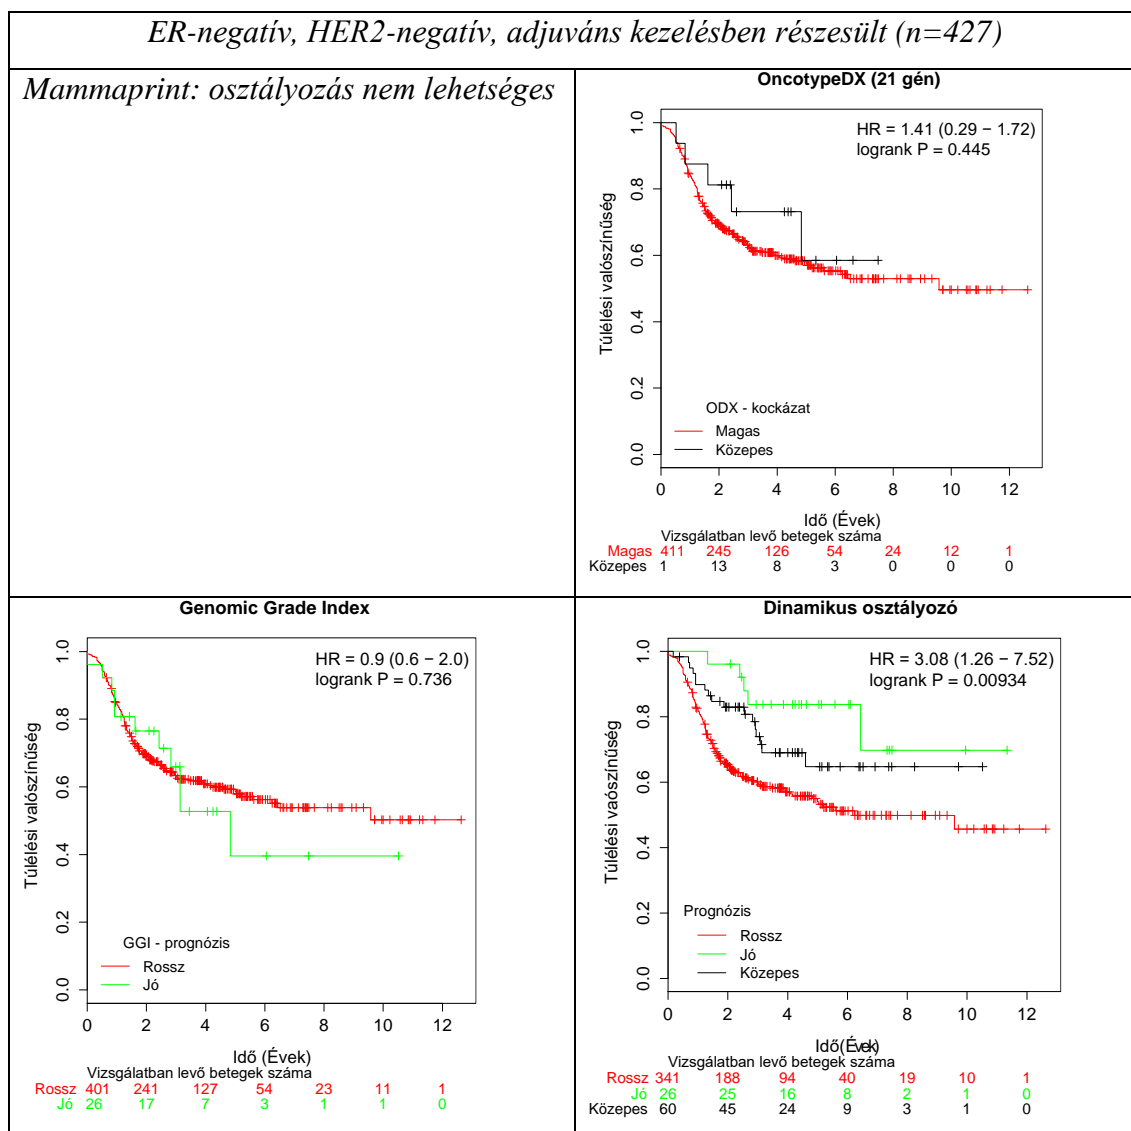 ER-negatív, HER2-negatív, adjuváns kezelésben részesült (n=427)
Mammaprint: osztályozás nem lehetséges
OncotypeDX (21 gén)
HR = 1.41 (0.29 − 1.72)
logrank P = 0.445
Túlélési valószínűség
1.0
0.8
0.6
0.4
0.2
0.0
ODX - kockázat
Magas
Közepes
0 2 4 6 8 10 12
Idő (Évek)
Vizsgálatban levő betegek száma
Magas 411 245 126 54 24 12 1
Közepes 1 13 8 3 0 0 0
Genomic Grade Index
HR = 0.9 (0.6 − 2.0)
logrank P = 0.736
Túlélési valószínűség
1.0
0.8
0.6
0.4
0.2
0.0
GGI - prognózis
Rossz
Jó
0 2 4 6 8 10 12
Idő (Évek)
Vizsgálatban levő betegek száma
Rossz 401 241 127 54 23 11 1
Jó 26 17 7 3 1 1 0
Dinamikus osztályozó
HR = 3.08 (1.26 − 7.52)
logrank P = 0.00934
Túlélési vaószínűség
1.0
0.8
0.6
0.4
0.2
0.0
Prognózis
Rossz
Jó
Közepes
0 2 4 6 8 10 12
Idő (Évek)
Vizsgálatban levő betegek száma
Rossz 341 188 94 40 19 10 1
Jó 26 25 16 8 2 1 0
Közepes 60 45 24 9 3 1 0